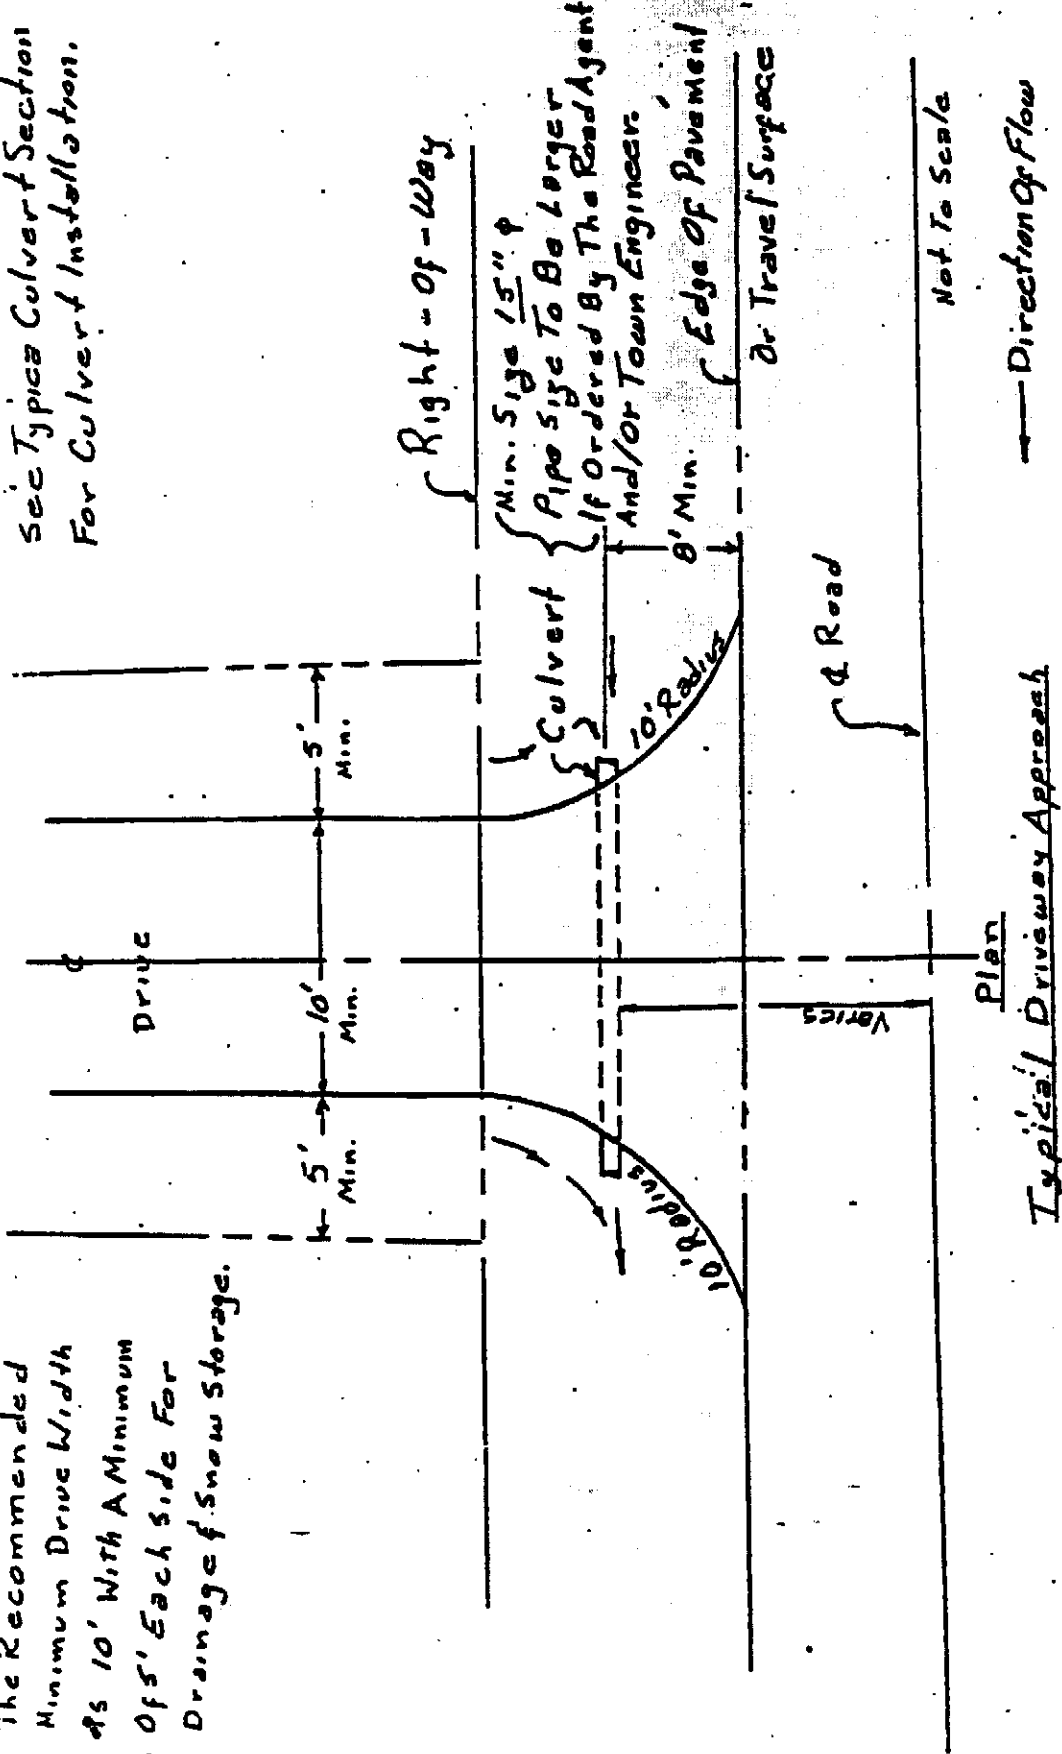 The Recommended
Minimum Drive Width
Is 10' With A Minimum
Of 5' Each Side For
Drainage & Snow Storage.
See Typica Culvert Section
For Culvert Installation.
℄
Drive
5'
Min.
10'
Min.
5'
Min.
Right-Of-Way
Culvert
Min. Size 15" φ
Pipe Size To Be Larger
If Ordered By The Road Agent
And/Or Town Engineer.
8' Min.
Edge Of Pavement
Or Travel Surface
10' Radius
10' Radius
Varies
℄ Road
Not To Scale
Plan
Typical Driveway Approach
Direction Of Flow